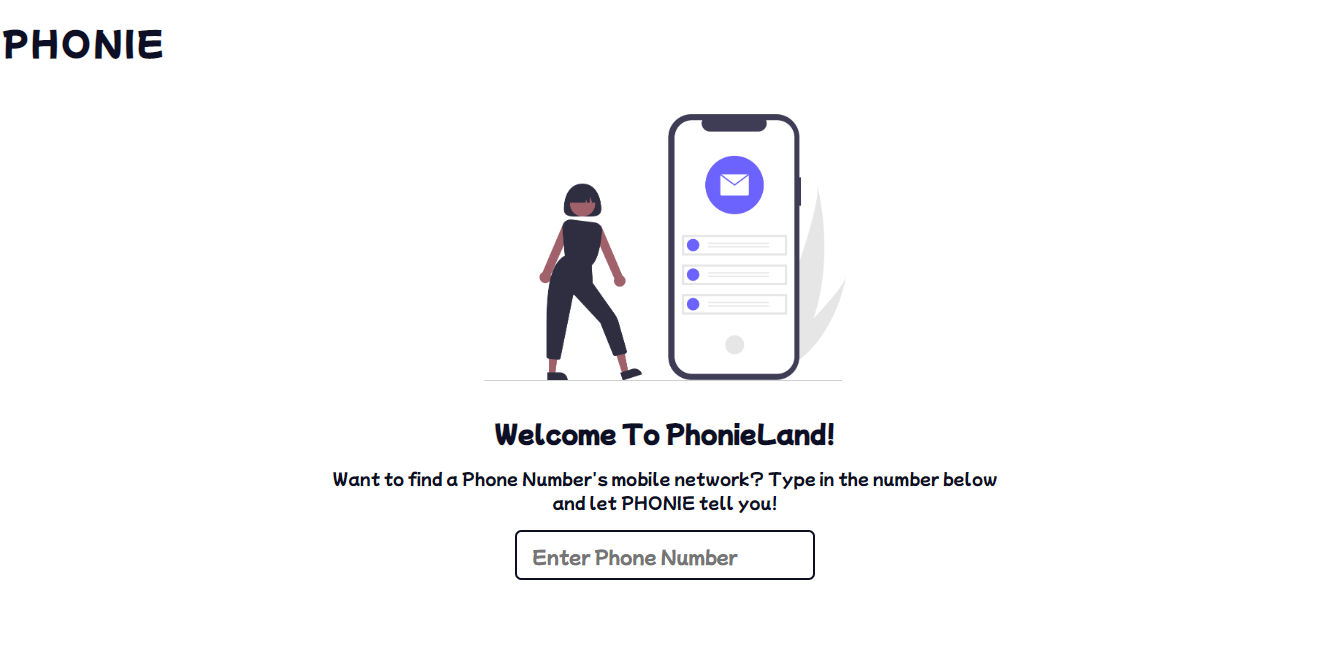 PHONIE
Welcome To PhonieLand!
Want to find a Phone Number's mobile network? Type in the number below
and let PHONIE tell you!
Enter Phone Number